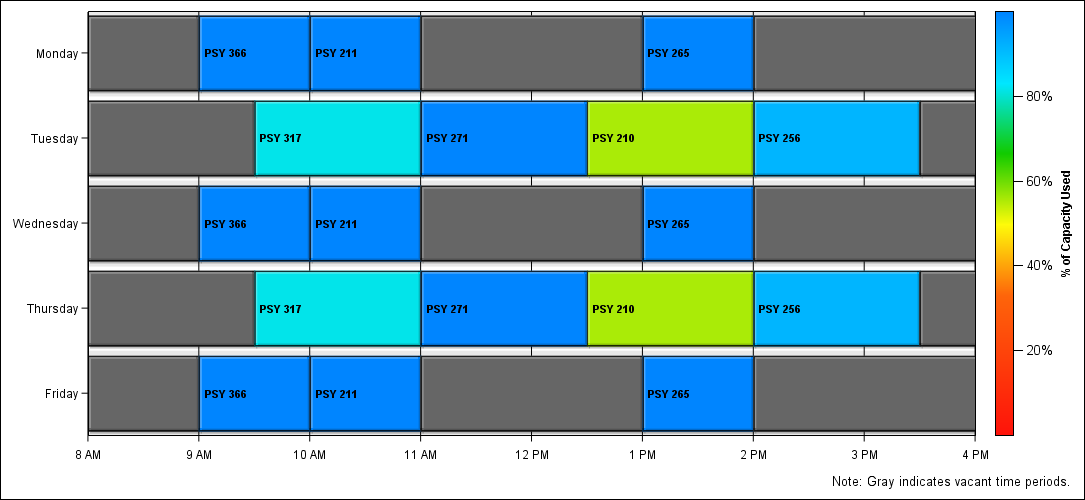 Monday
PSY 366
PSY 211
PSY 265
Tuesday
PSY 317
PSY 271
PSY 210
PSY 256
Wednesday
PSY 366
PSY 211
PSY 265
Thursday
PSY 317
PSY 271
PSY 210
PSY 256
Friday
PSY 366
PSY 211
PSY 265
8 AM
9 AM
10 AM
11 AM
12 PM
1 PM
2 PM
3 PM
4 PM
80%
60%
40%
20%
% of Capacity Used
Note: Gray indicates vacant time periods.